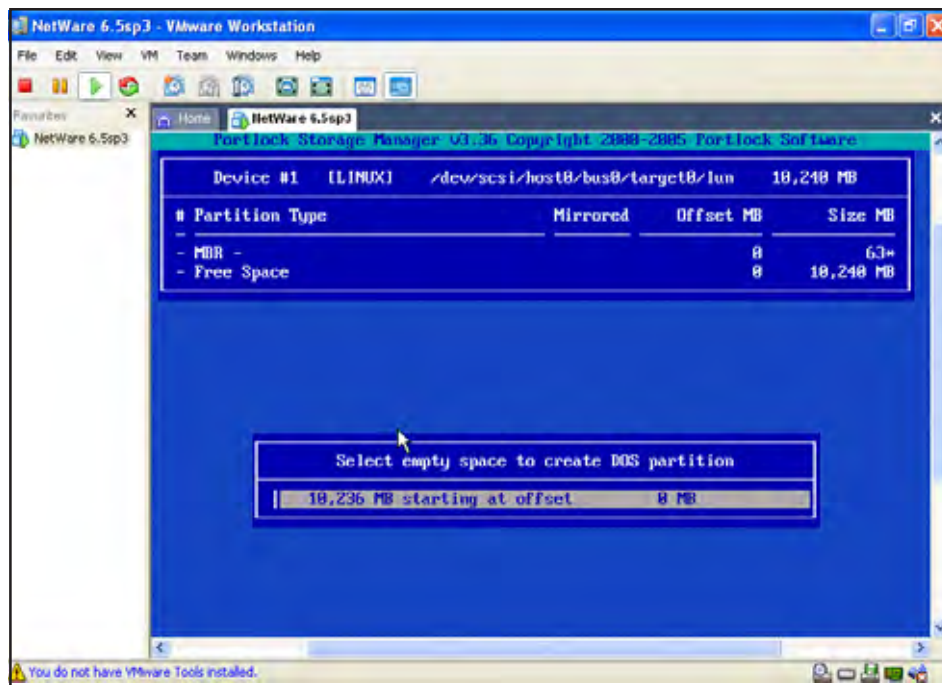 NetWare 6.5sp3 - VMware Workstation
File Edit View VM Team Windows Help
Favorites
Home NetWare 6.5sp3
NetWare 6.5sp3
Portlock Storage Manager v3.36 Copyright 2000-2005 Portlock Software
Device #1 [LINUX] /dev/scsi/host0/bus0/target0/lun 10,240 MB
# Partition Type Mirrored Offset MB Size MB
- MBR - 0 63*
- Free Space 0 10,240 MB
Select empty space to create DOS partition
10,236 MB starting at offset 0 MB
You do not have VMware Tools installed.